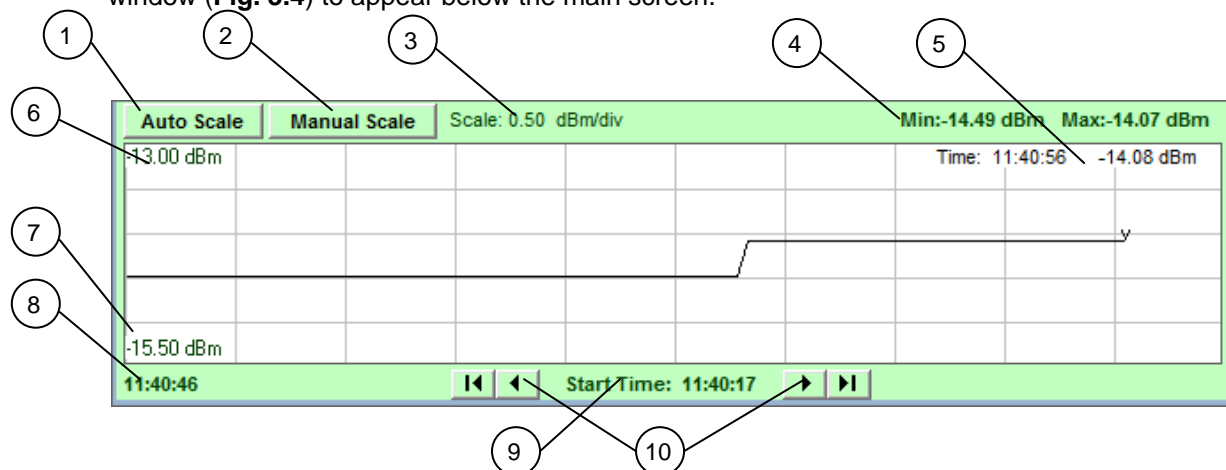 window (Fig. 3.4) to appear below the main screen.
1 2 3 4 5
6 Auto Scale Manual Scale Scale: 0.50 dBm/div Min:-14.49 dBm Max:-14.07 dBm
-13.00 dBm Time: 11:40:56 -14.08 dBm
7
-15.50 dBm
8
11:40:46 Start Time: 11:40:17
9 10